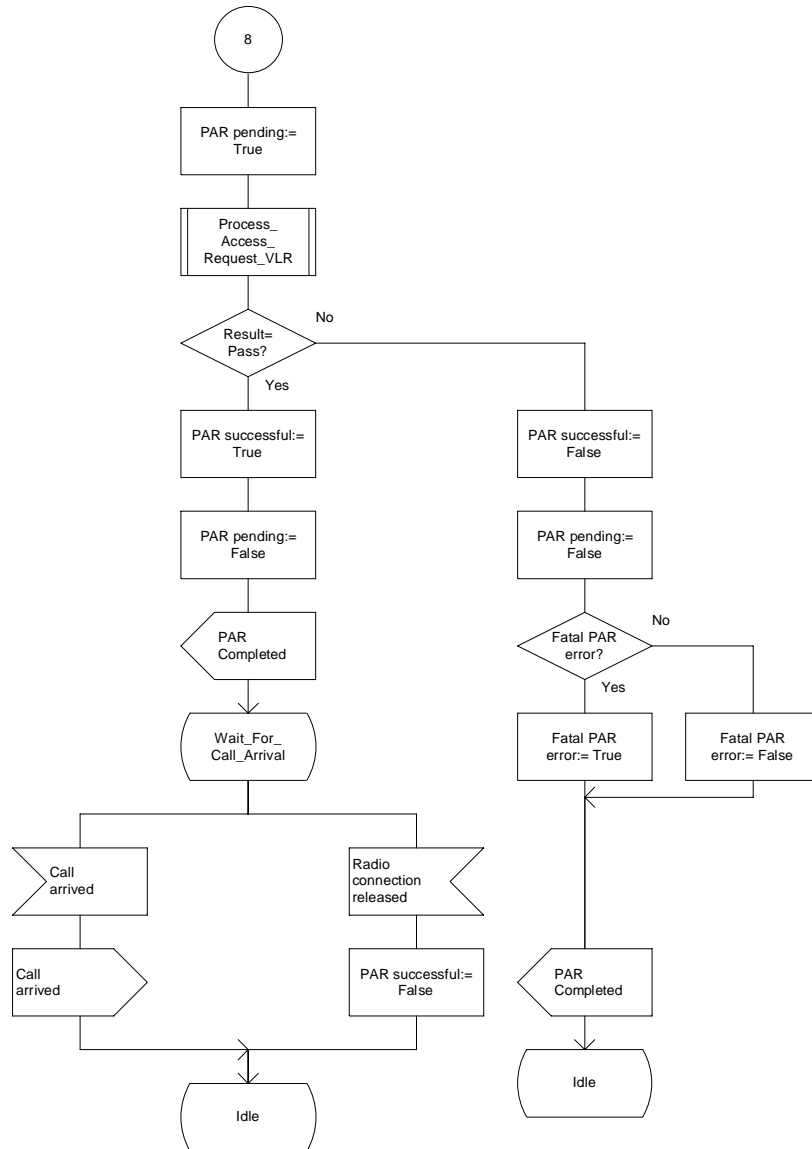 8
PAR pending:=
True
Process_
Access_
Request_VLR
Result=
Pass?
No
Yes
PAR successful:=
True
PAR successful:=
False
PAR pending:=
False
PAR pending:=
False
PAR
Completed
Fatal PAR
error?
No
Yes
Wait_For_
Call_Arrival
Fatal PAR
error:= True
Fatal PAR
error:= False
Call
arrived
Radio
connection
released
Call
arrived
PAR successful:=
False
PAR
Completed
Idle
Idle